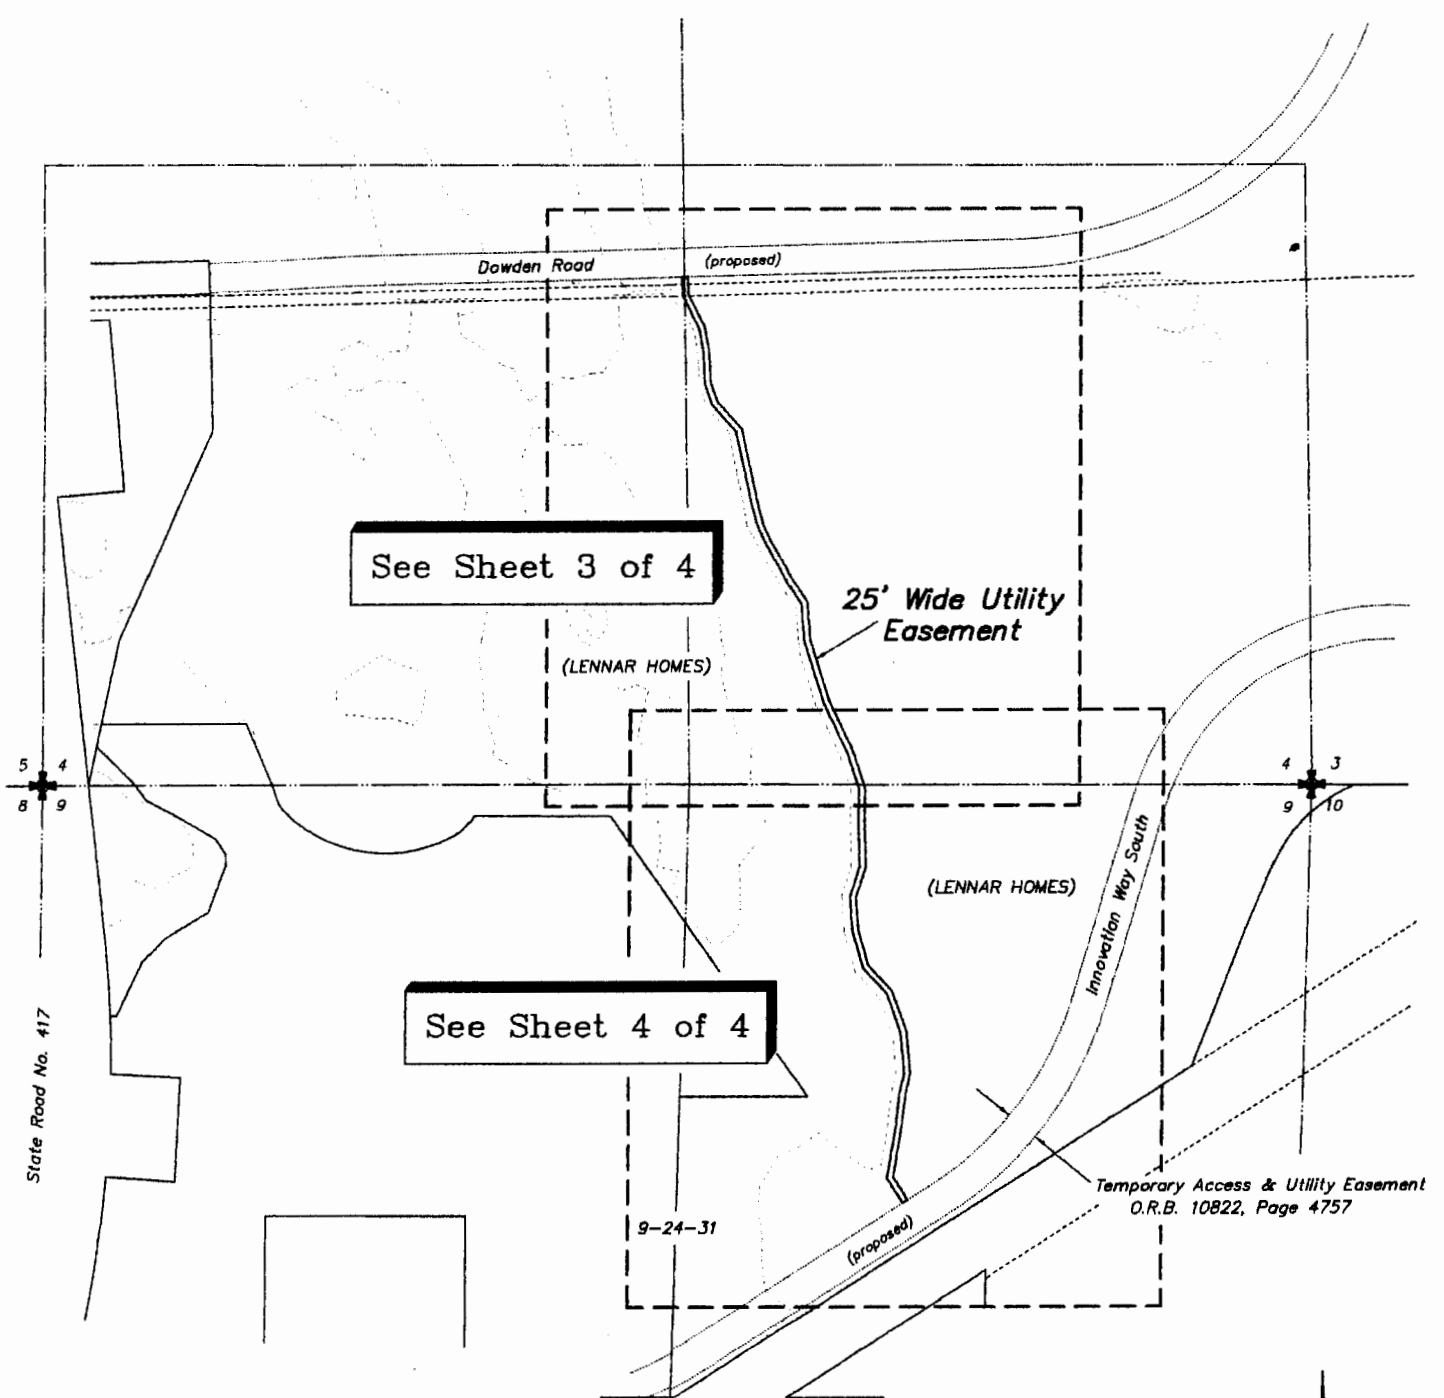 Dowden Road
(proposed)
See Sheet 3 of 4
25' Wide Utility
Easement
(LENNAR HOMES)
5 4
8 9
4 3
9 10
(LENNAR HOMES)
Innovation Way South
See Sheet 4 of 4
State Road No. 417
Temporary Access & Utility Easement
O.R.B. 10822, Page 4757
9-24-31
(proposed)